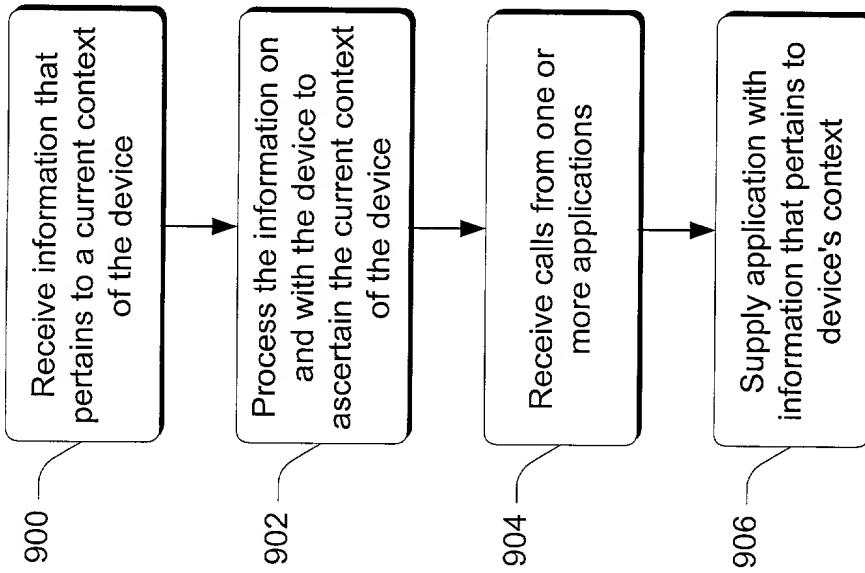 900
Receive information that
pertains to a current context
of the device
902
Process the information on
and with the device to
ascertain the current context
of the device
904
Receive calls from one or
more applications
906
Supply application with
information that pertains to
device's context